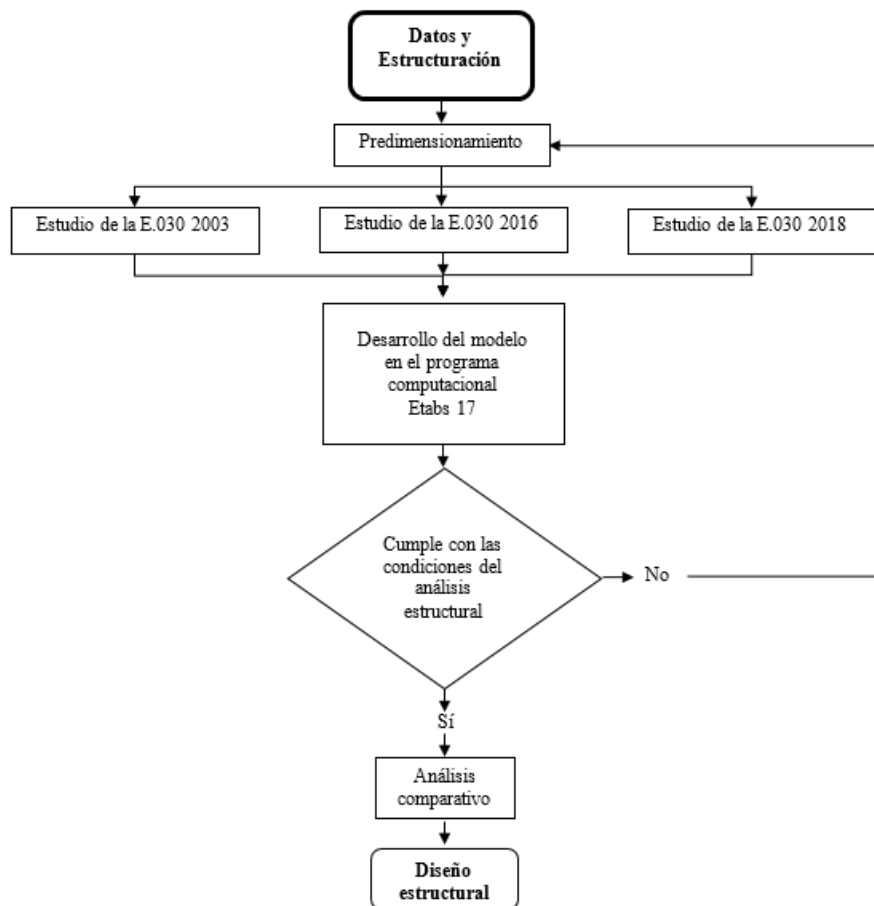 Datos y
Estructuración
Predimensionamiento
Estudio de la E.030 2003
Estudio de la E.030 2016
Estudio de la E.030 2018
Desarrollo del modelo
en el programa
computacional
Etabs 17
Cumple con las
condiciones del
análisis
estructural
No
Sí
Análisis
comparativo
Diseño
estructural